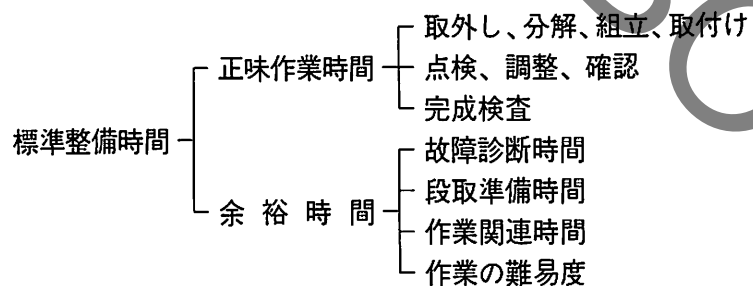 標準整備時間
正味作業時間
取外し、分解、組立、取付け
点検、調整、確認
完成検査
余裕時間
故障診断時間
段取準備時間
作業関連時間
作業の難易度